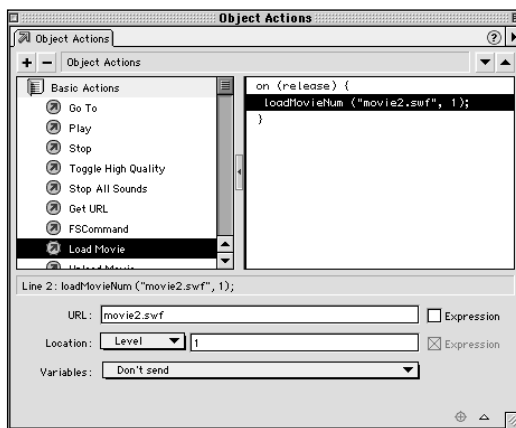 Object Actions
Object Actions
?
+ − Object Actions
Basic Actions
Go To
Play
Stop
Toggle High Quality
Stop All Sounds
Get URL
FSCommand
Load Movie
Unload Movie
on (release) {
loadMovieNum ("movie2.swf", 1);
}
Line 2: loadMovieNum ("movie2.swf", 1);
URL: movie2.swf Expression
Location: Level 1 Expression
Variables: Don't send